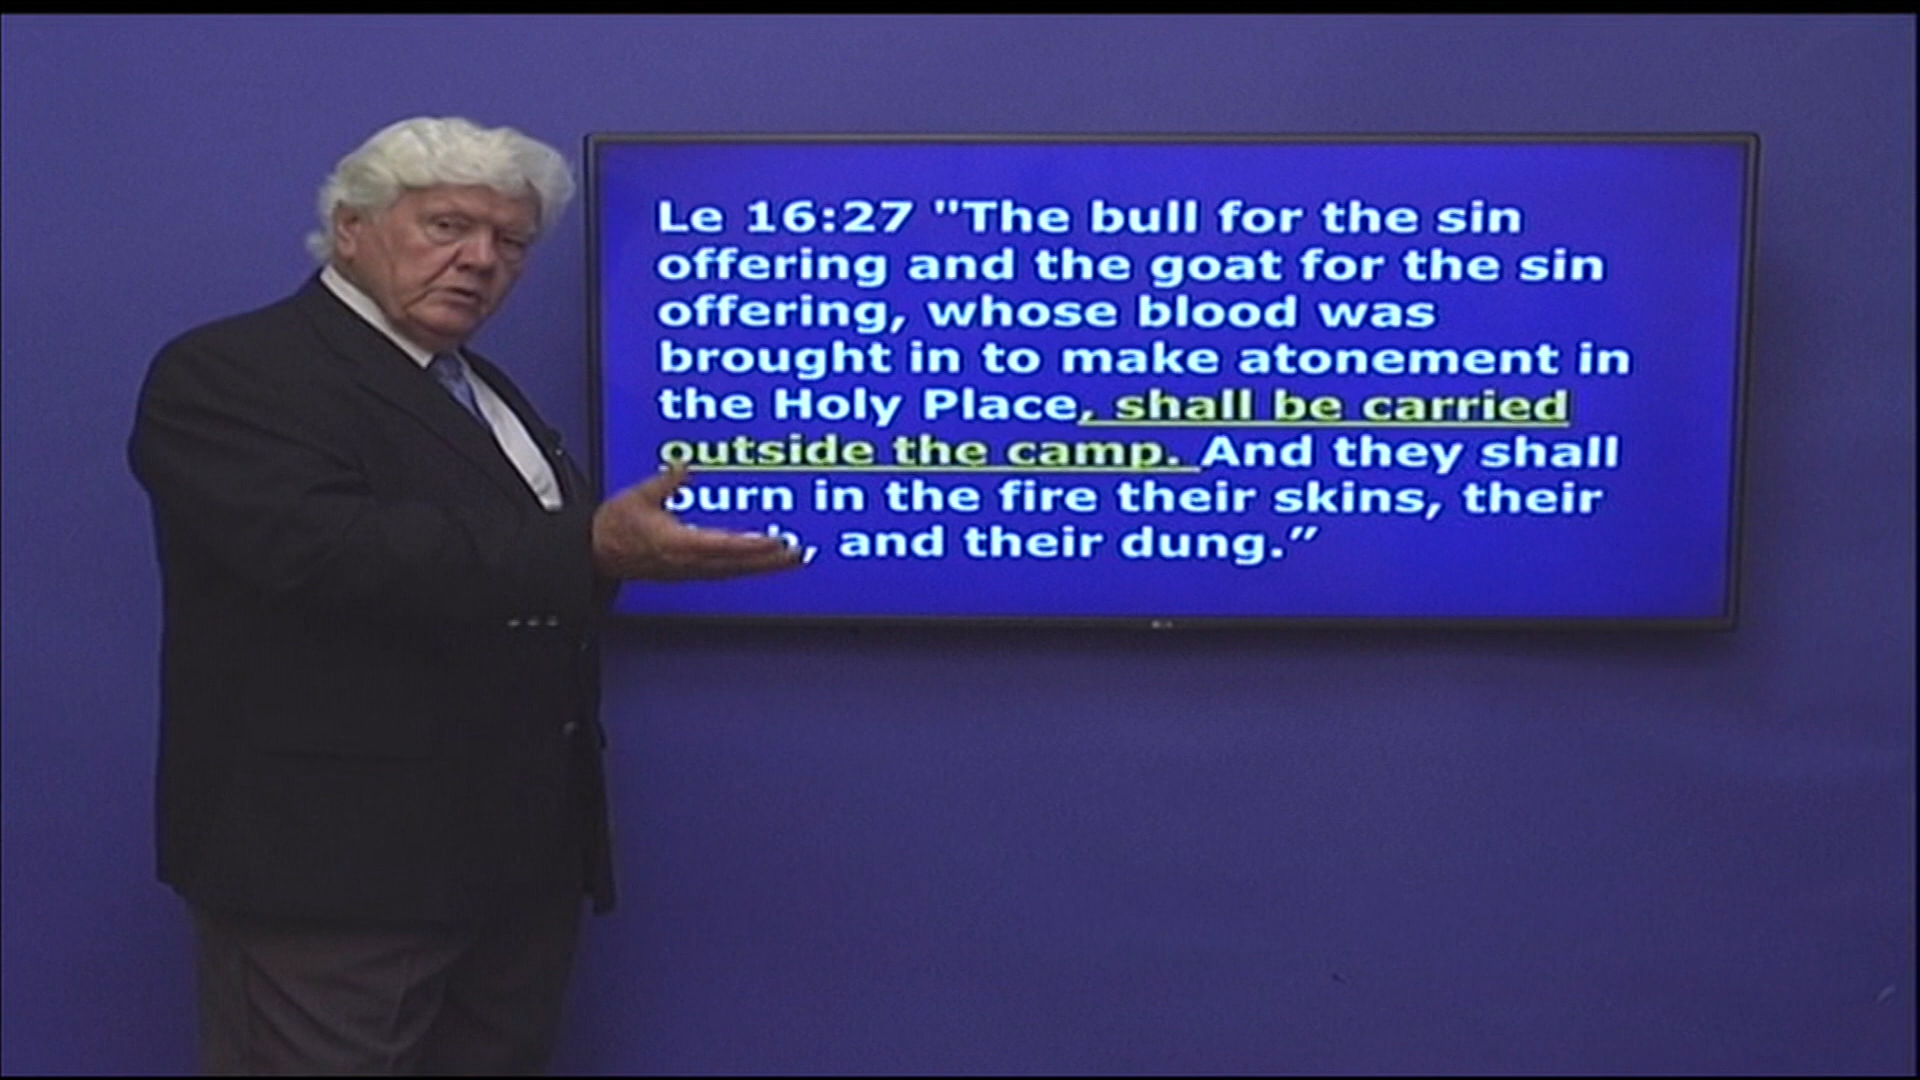 Le 16:27 "The bull for the sin
offering and the goat for the sin
offering, whose blood was
brought in to make atonement in
the Holy Place, shall be carried
outside the camp. And they shall
burn in the fire their skins, their
, and their dung.”
LG